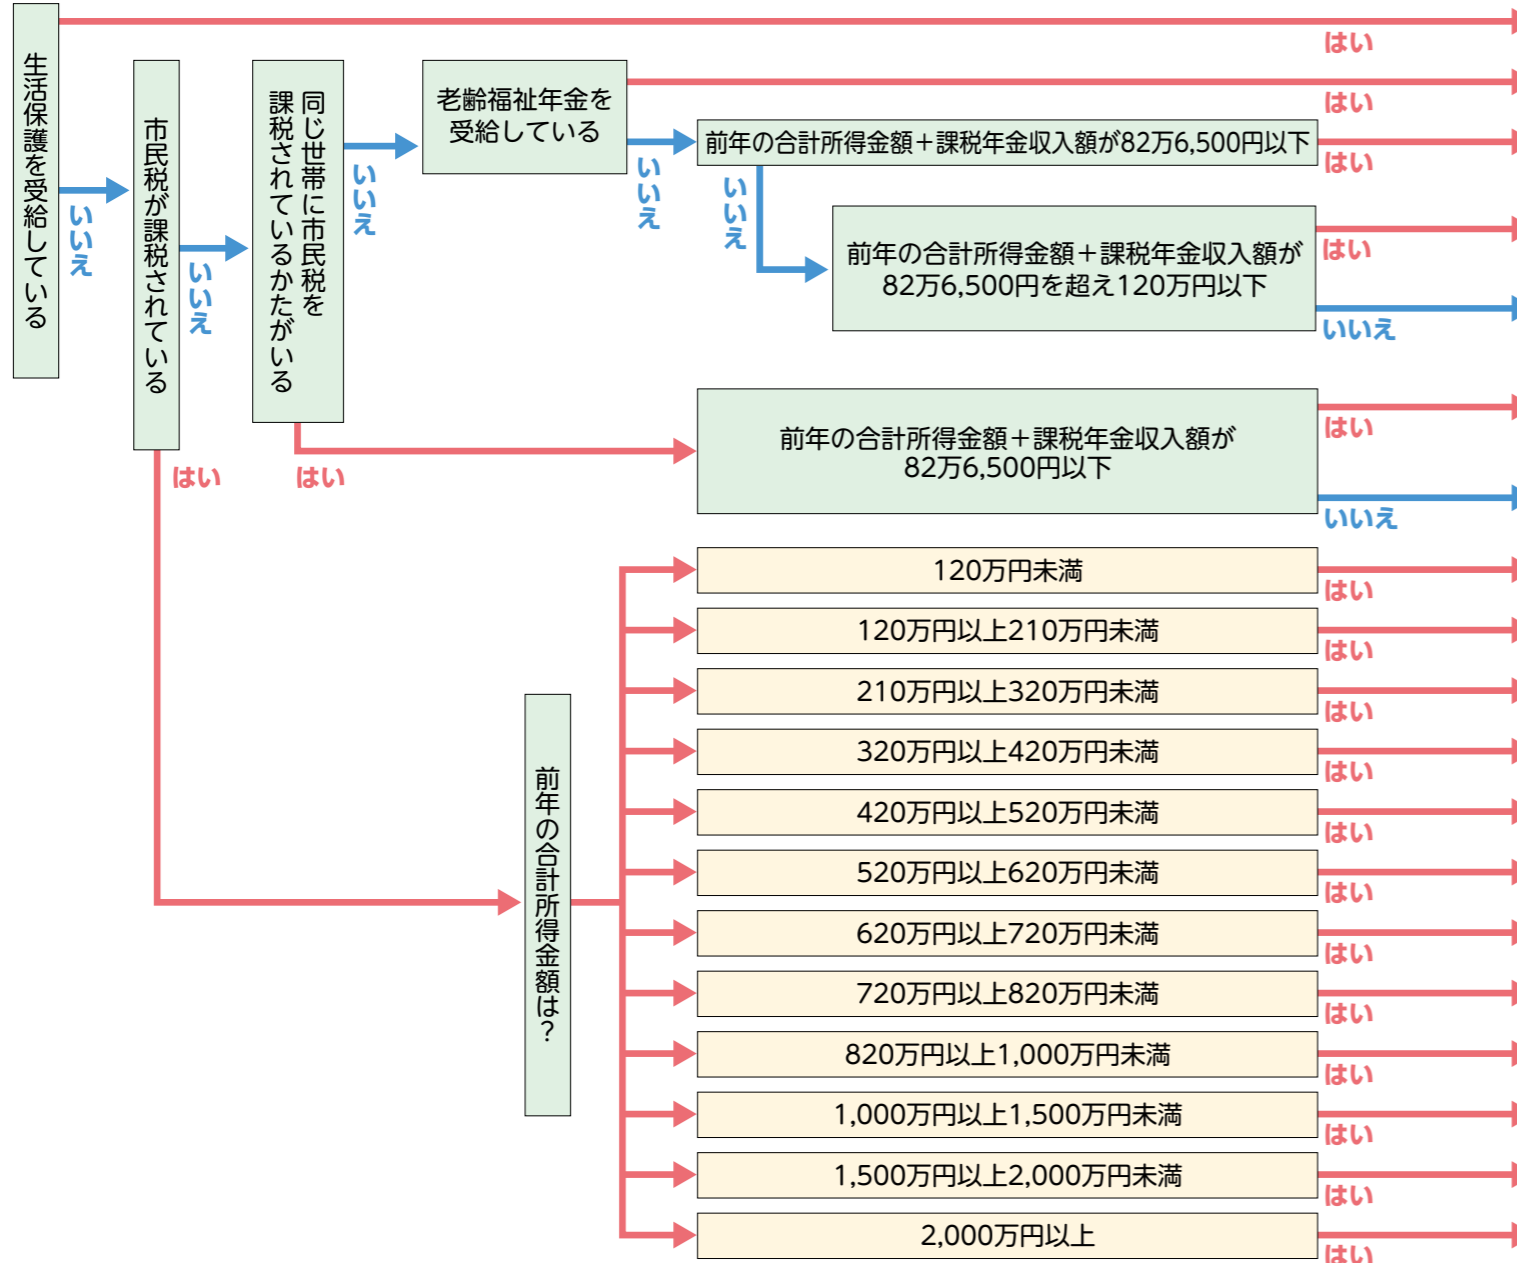 生活保護を受給している
はい
いいえ
市民税が課税されている
はい
いいえ
同じ世帯に市民税を
課税されているかたがいる
はい
いいえ
老齢福祉年金を
受給している
はい
いいえ
前年の合計所得金額＋課税年金収入額が82万6,500円以下
はい
いいえ
前年の合計所得金額＋課税年金収入額が
82万6,500円を超え120万円以下
はい
いいえ
前年の合計所得金額＋課税年金収入額が
82万6,500円以下
はい
いいえ
前年の合計所得金額は？
120万円未満
はい
120万円以上210万円未満
はい
210万円以上320万円未満
はい
320万円以上420万円未満
はい
420万円以上520万円未満
はい
520万円以上620万円未満
はい
620万円以上720万円未満
はい
720万円以上820万円未満
はい
820万円以上1,000万円未満
はい
1,000万円以上1,500万円未満
はい
1,500万円以上2,000万円未満
はい
2,000万円以上
はい